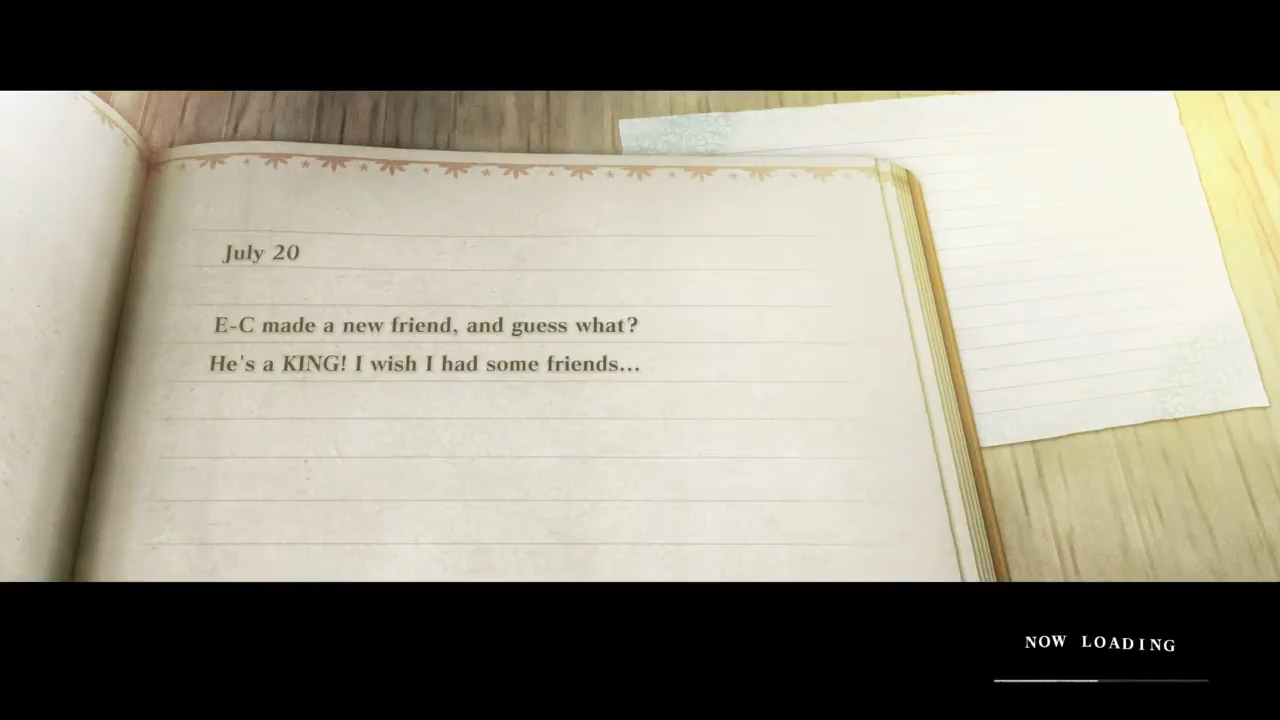 July 20
E-C made a new friend, and guess what?
He's a KING! I wish I had some friends...
NOW LOADING